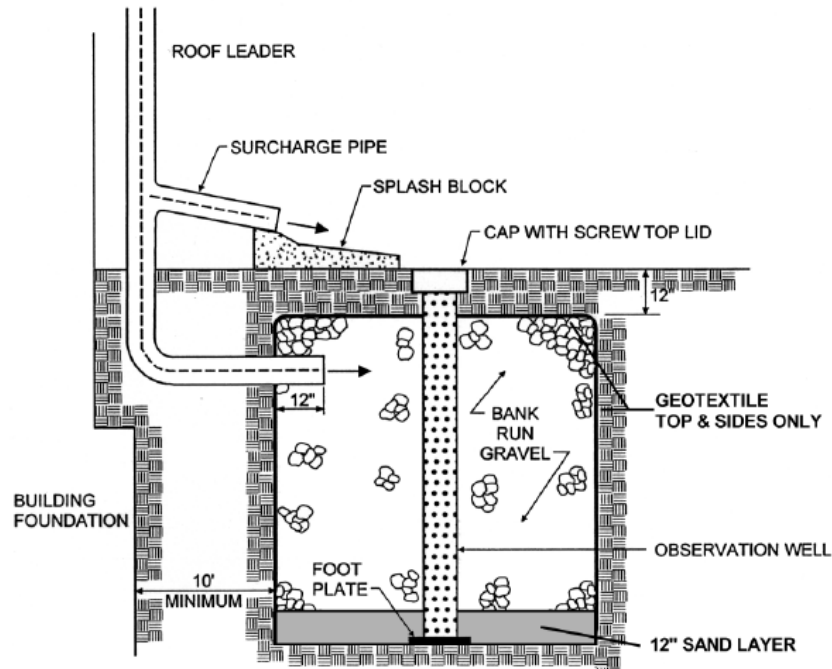 ROOF LEADER
SURCHARGE PIPE
SPLASH BLOCK
CAP WITH SCREW TOP LID
12"
12"
GEOTEXTILE
TOP & SIDES ONLY
BANK
RUN
GRAVEL
BUILDING
FOUNDATION
OBSERVATION WELL
FOOT
PLATE
10'
MINIMUM
12" SAND LAYER